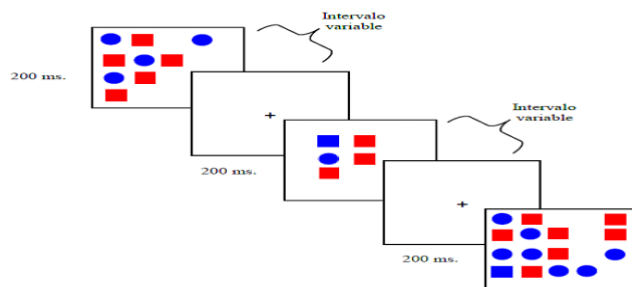 Intervalo
variable
200 ms.
Intervalo
variable
200 ms.
200 ms.